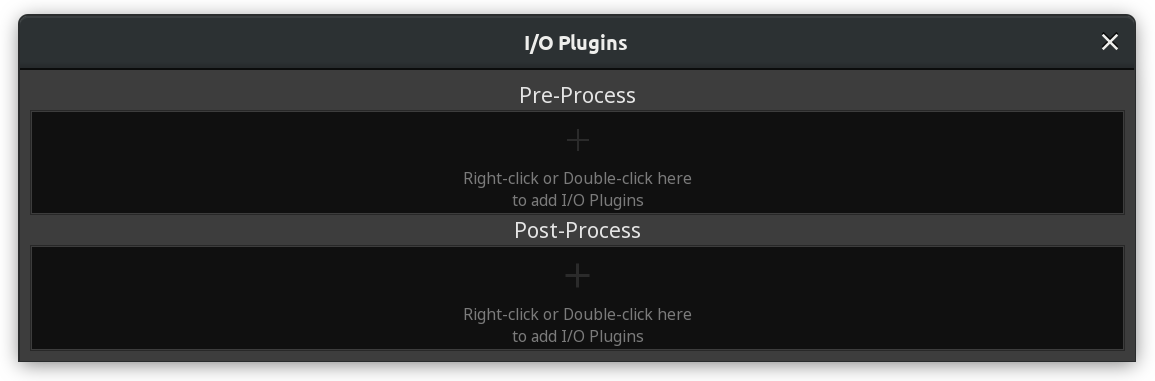 I/O Plugins
Pre-Process
Right-click or Double-click here
to add I/O Plugins
Post-Process
Right-click or Double-click here
to add I/O Plugins